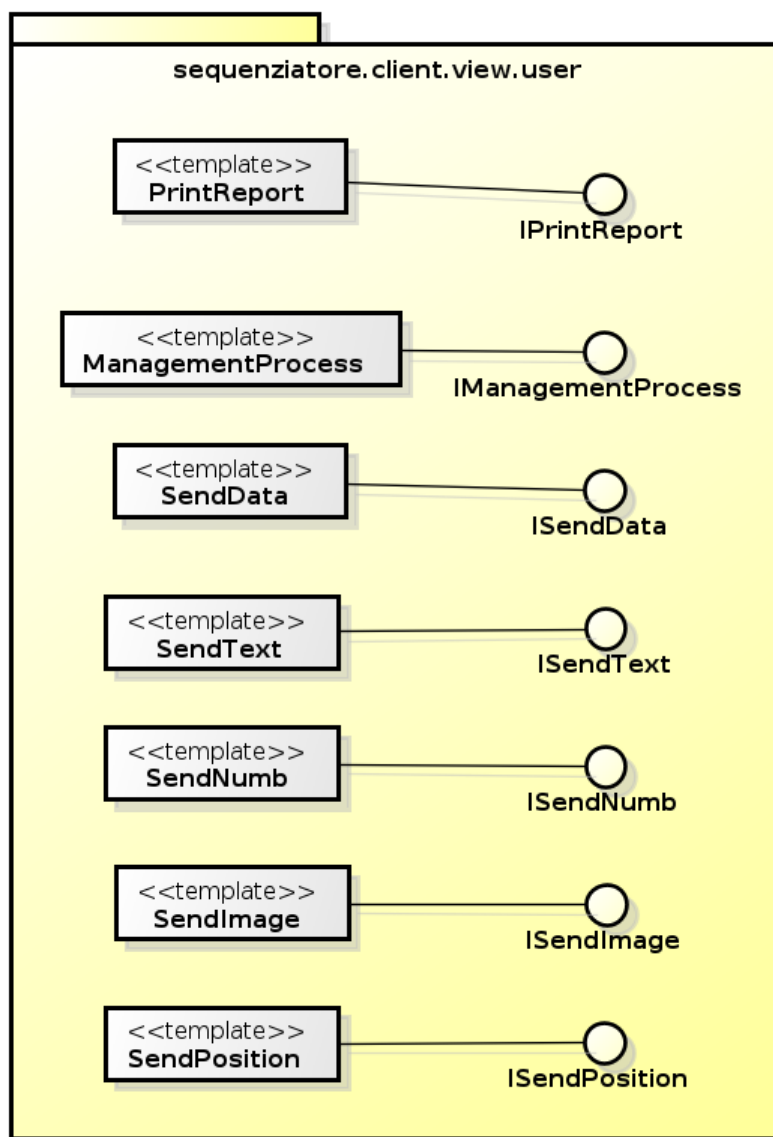 sequenziatore.client.view.user
<<template>>
PrintReport
IPrintReport
<<template>>
ManagementProcess
IManagementProcess
<<template>>
SendData
ISendData
<<template>>
SendText
ISendText
<<template>>
SendNumb
ISendNumb
<<template>>
SendImage
ISendImage
<<template>>
SendPosition
ISendPosition